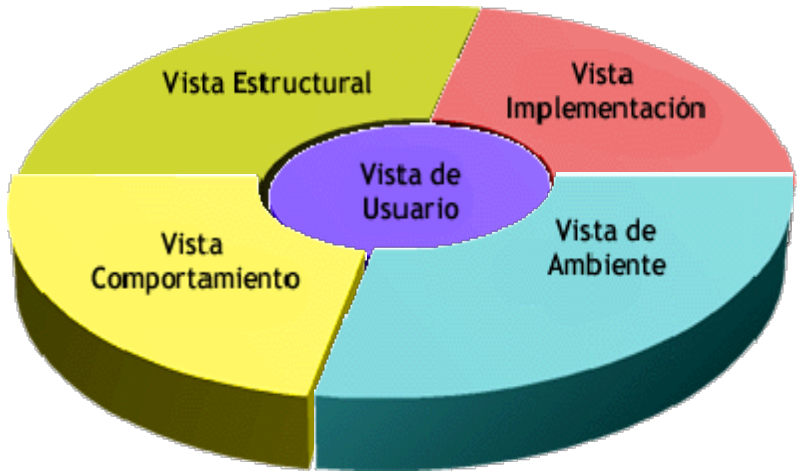 Vista Estructural
Vista
Implementación
Vista de
Usuario
Vista
Comportamiento
Vista de
Ambiente